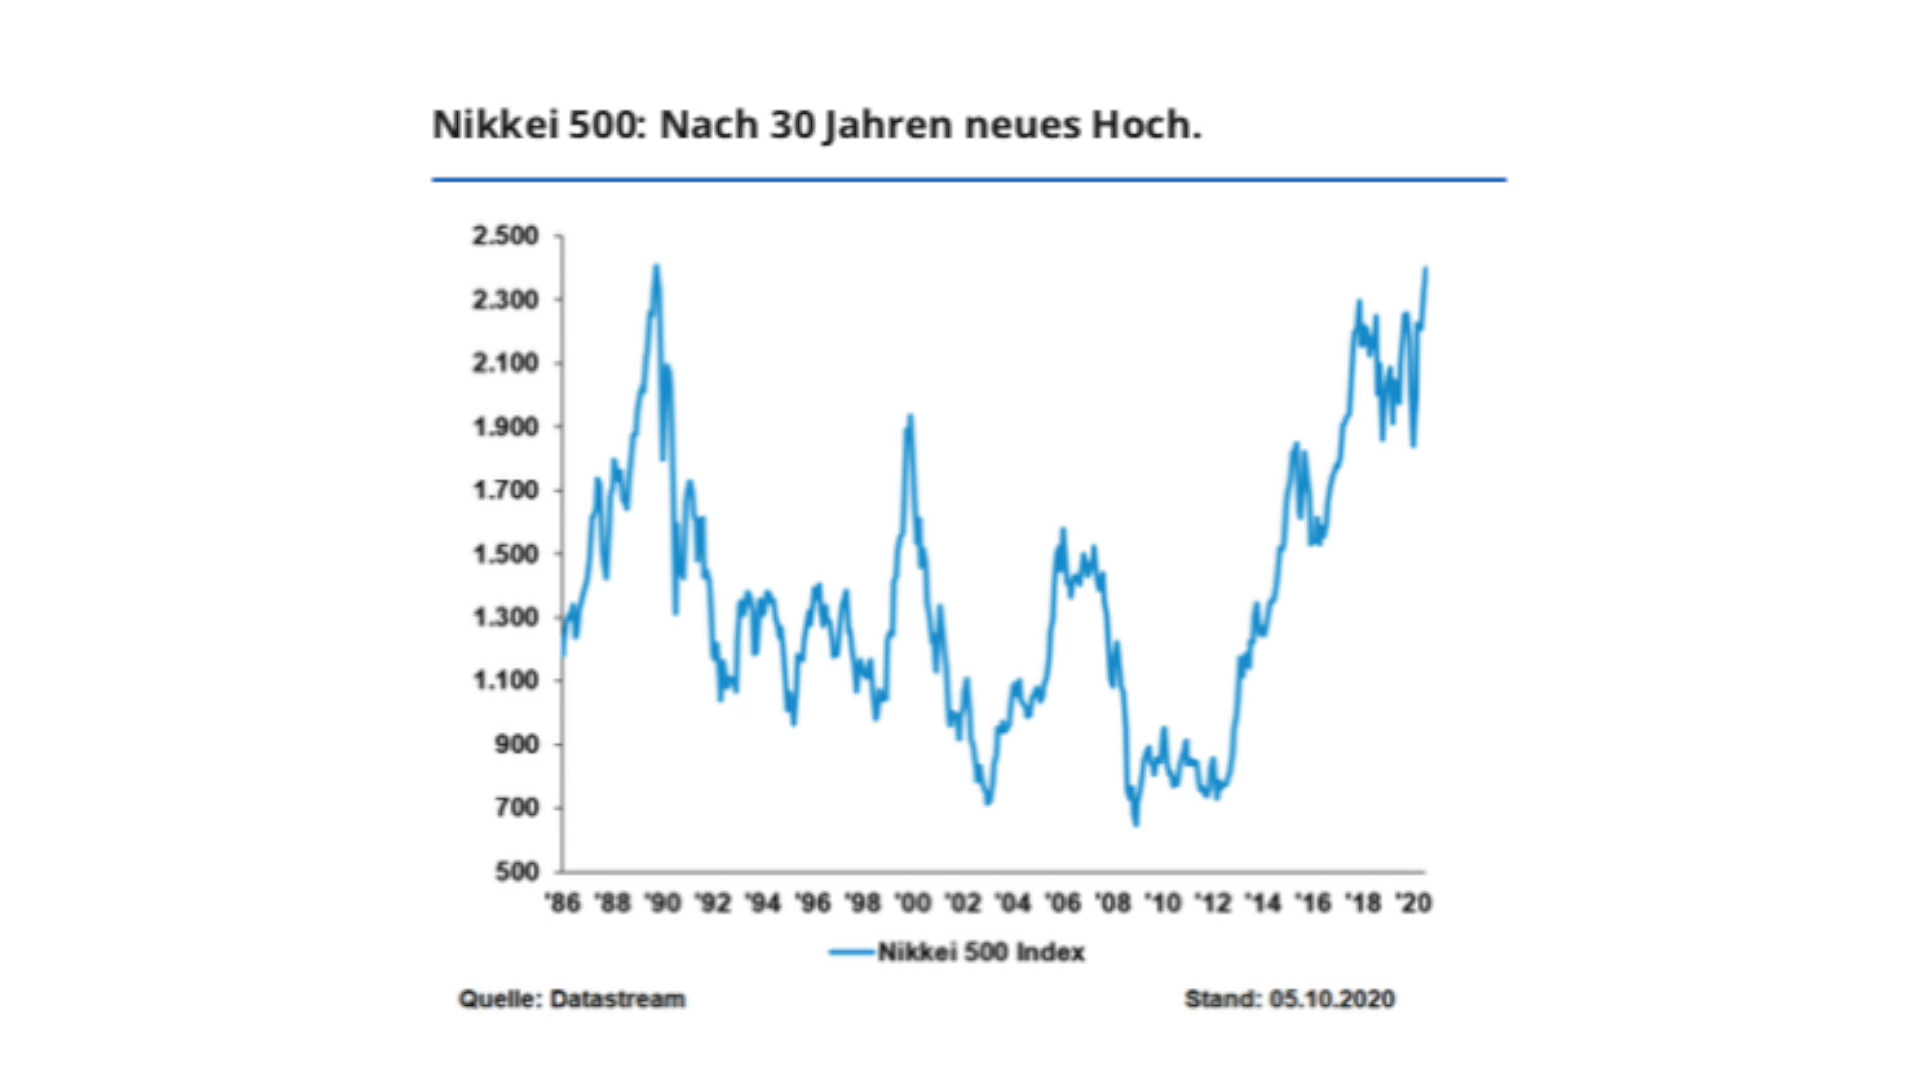 Nikkei 500: Nach 30 Jahren neues Hoch.
2.500
2.300
2.100
1.900
1.700
1.500
1.300
1.100
900
700
500
'86 '88 '90 '92 '94 '96 '98 '00 '02 '04 '06 '08 '10 '12 '14 '16 '18 '20
Nikkei 500 Index
Quelle: Datastream Stand: 05.10.2020